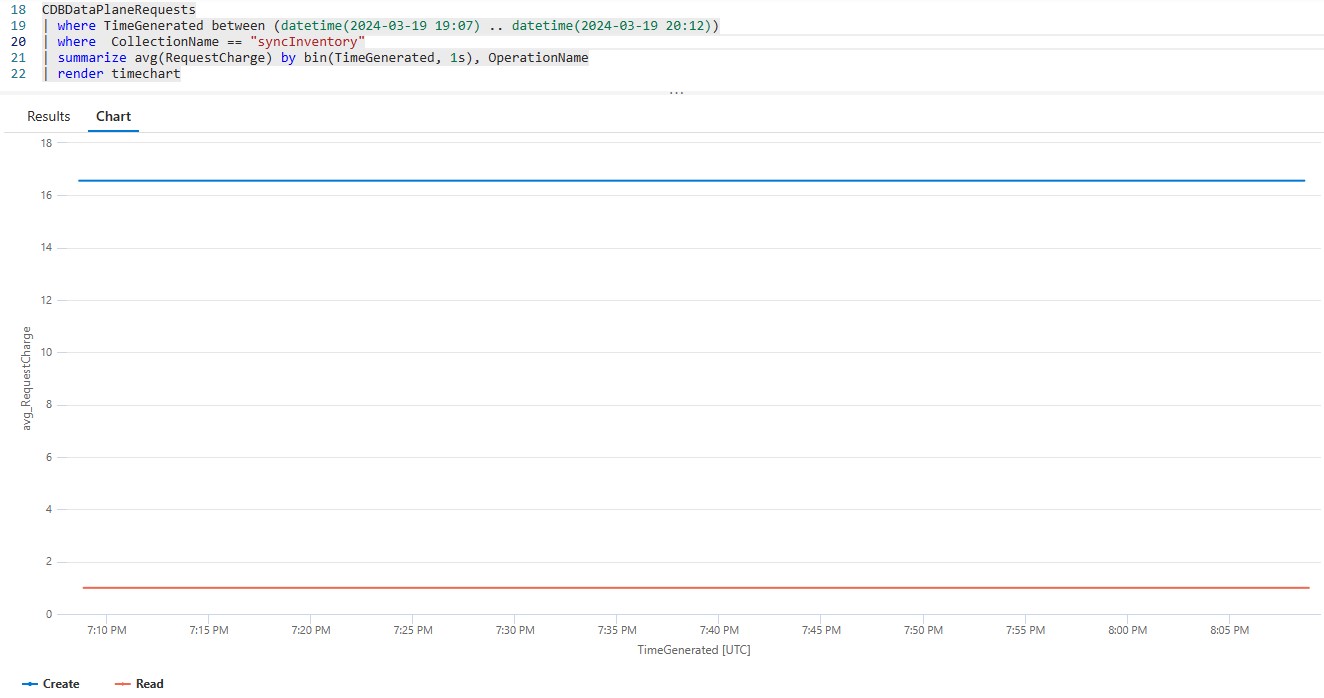 18 CDBDataPlaneRequests
19 | where TimeGenerated between (datetime(2024-03-19 19:07) .. datetime(2024-03-19 20:12))
20 | where  CollectionName == "syncInventory"
21 | summarize avg(RequestCharge) by bin(TimeGenerated, 1s), OperationName
22 | render timechart
...
Results Chart
18
16
14
12
10
8
6
4
2
0
avg_RequestCharge
7:10 PM 7:15 PM 7:20 PM 7:25 PM 7:30 PM 7:35 PM 7:40 PM 7:45 PM 7:50 PM 7:55 PM 8:00 PM 8:05 PM
TimeGenerated [UTC]
Create Read